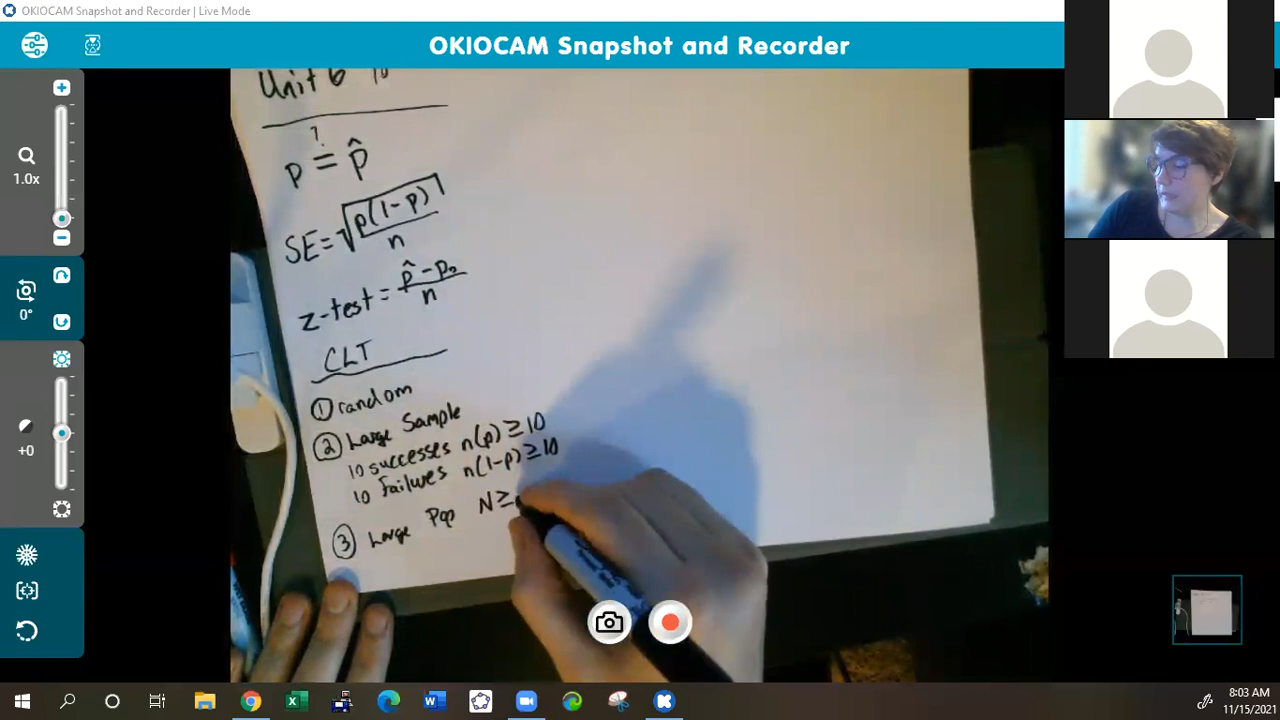 OKIOCAM Snapshot and Recorder | Live Mode
OKIOCAM Snapshot and Recorder
1.0x
0°
+0
Unit 6
?
p = p̂
SE = √p(1-p)
n
z-test = p̂ - p₀
n
CLT
① random
② Large Sample
10 successes n(p) ≥ 10
10 failures n(1-p) ≥ 10
③ Large Pop N ≥
8:03 AM
11/15/2021